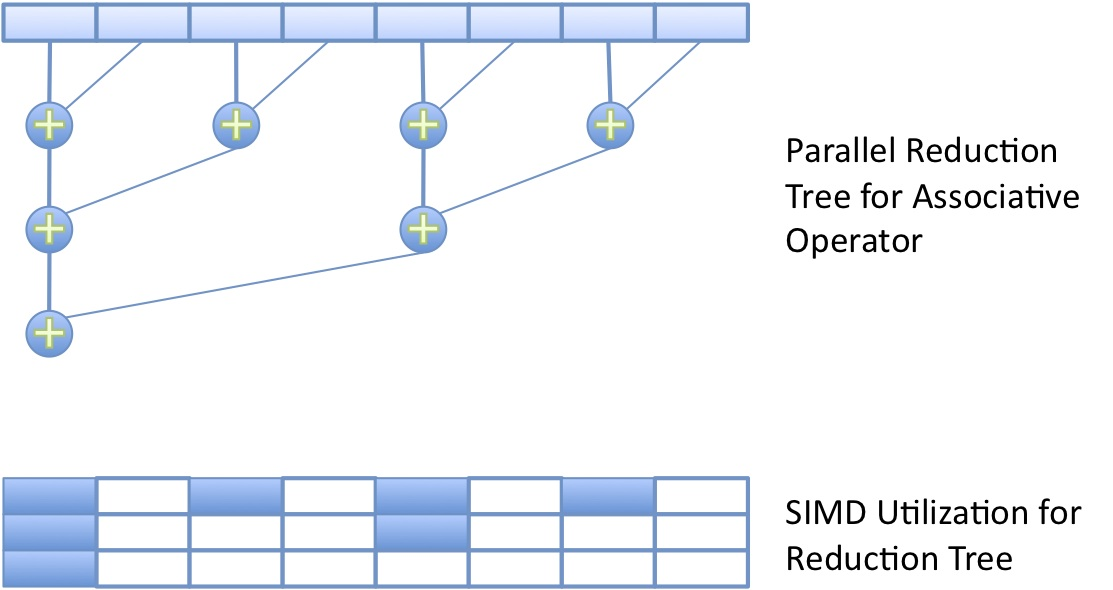 Parallel Reduction
Tree for Associative
Operator
SIMD Utilization for
Reduction Tree